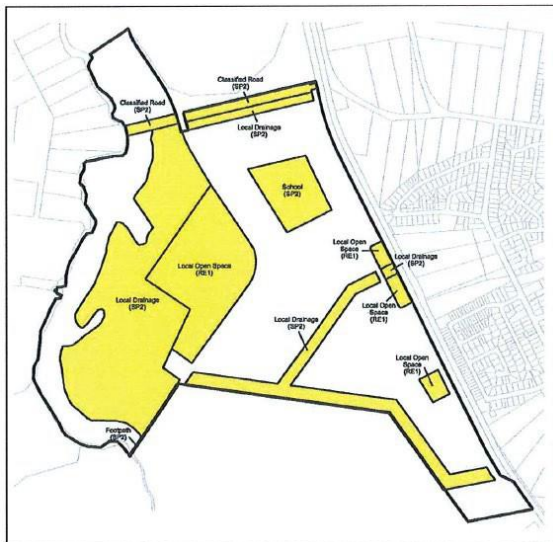 Classified Road
(SP2)
Classified Road
(SP2)
Local Drainage
(SP2)
School
(SP2)
Local Open
Space
(RE1)
Local Drainage
(SP2)
Local Open Space
(RE1)
Local Drainage
(SP2)
Local Open
Space
(RE1)
Local Drainage
(SP2)
Local Open
Space
(RE1)
Footpath
(SP2)